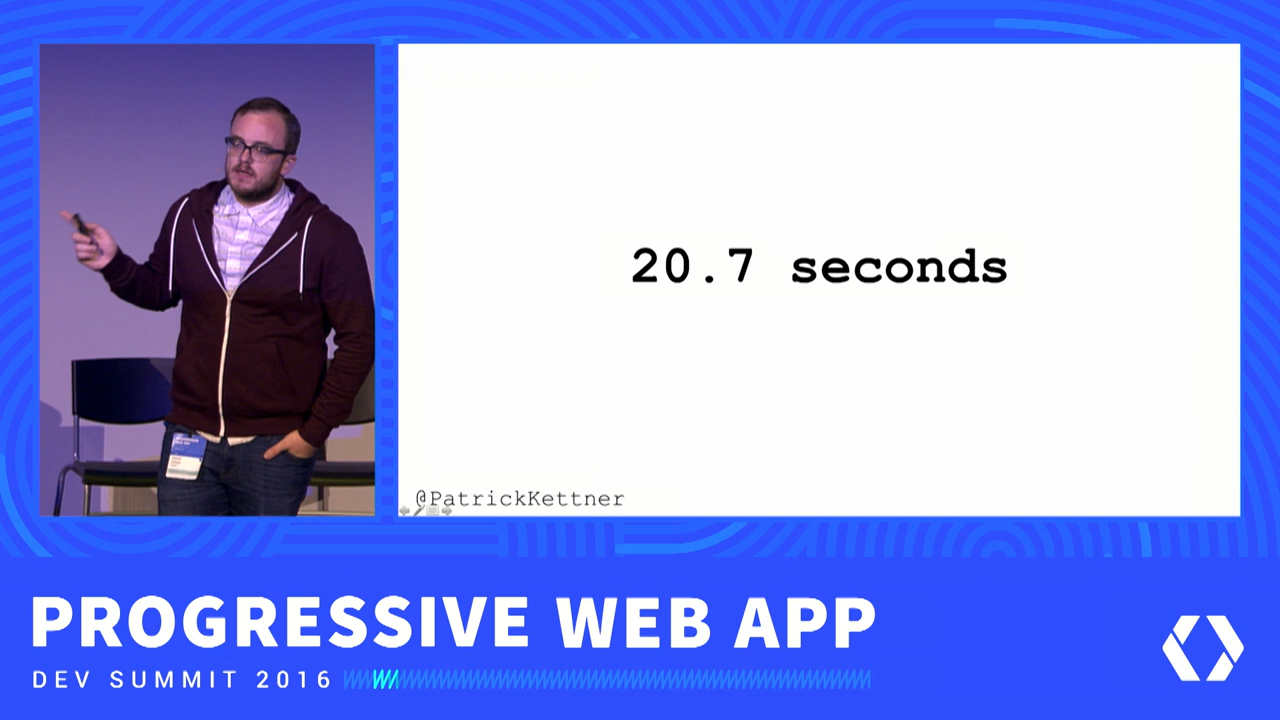 20.7 seconds
@PatrickKettner
PROGRESSIVE WEB APP
DEV SUMMIT 2016